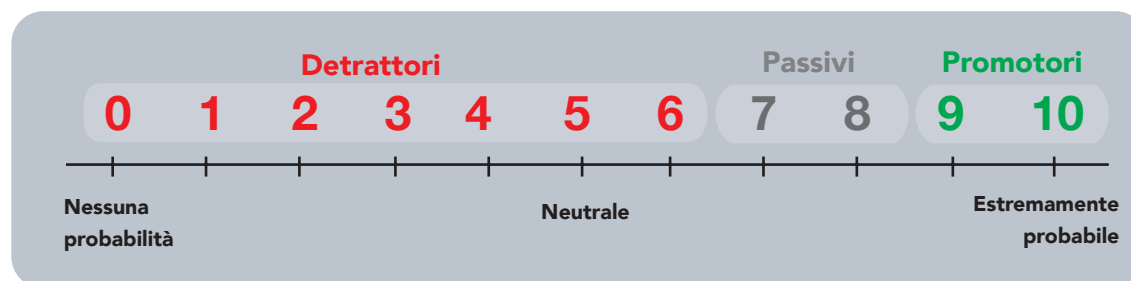 Detrattori Passivi Promotori
0 1 2 3 4 5 6 7 8 9 10
Nessuna probabilità
Neutrale
Estremamente probabile